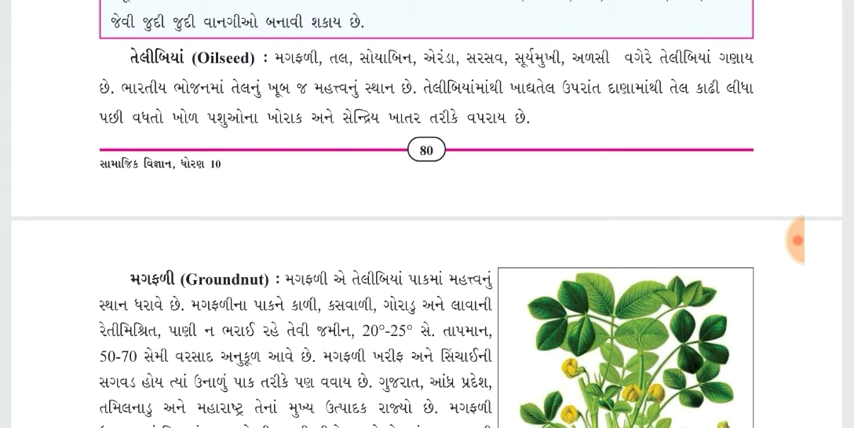 જેવી જુદી જુદી વાનગીઓ બનાવી શકાય છે.
તેલીબિયાં (Oilseed) : મગફળી, તલ, સોયાબિન, એરંડા, સરસવ, સૂર્યમુખી, અળસી વગેરે તેલીબિયાં ગણાય
છે. ભારતીય ભોજનમાં તેલનું ખૂબ જ મહત્ત્વનું સ્થાન છે. તેલીબિયાંમાંથી ખાદ્યતેલ ઉપરાંત દાણામાંથી તેલ કાઢી લીધા
પછી વધતો ખોળ પશુઓના ખોરાક અને સેન્દ્રિય ખાતર તરીકે વપરાય છે.
80
સામાજિક વિજ્ઞાન, ધોરણ 10
મગફળી (Groundnut) : મગફળી એ તેલીબિયાં પાકમાં મહત્ત્વનું
સ્થાન ધરાવે છે. મગફળીના પાકને કાળી, કસવાળી, ગોરાડુ અને લાવાની
રેતીમિશ્રિત, પાણી ન ભરાઈ રહે તેવી જમીન, 20°-25° સે. તાપમાન,
50-70 સેમી વરસાદ અનુકૂળ આવે છે. મગફળી ખરીફ અને સિંચાઈની
સગવડ હોય ત્યાં ઉનાળુ પાક તરીકે પણ વવાય છે. ગુજરાત, આંધ્ર પ્રદેશ,
તમિલનાડુ અને મહારાષ્ટ્ર તેનાં મુખ્ય ઉત્પાદક રાજ્યો છે. મગફળી